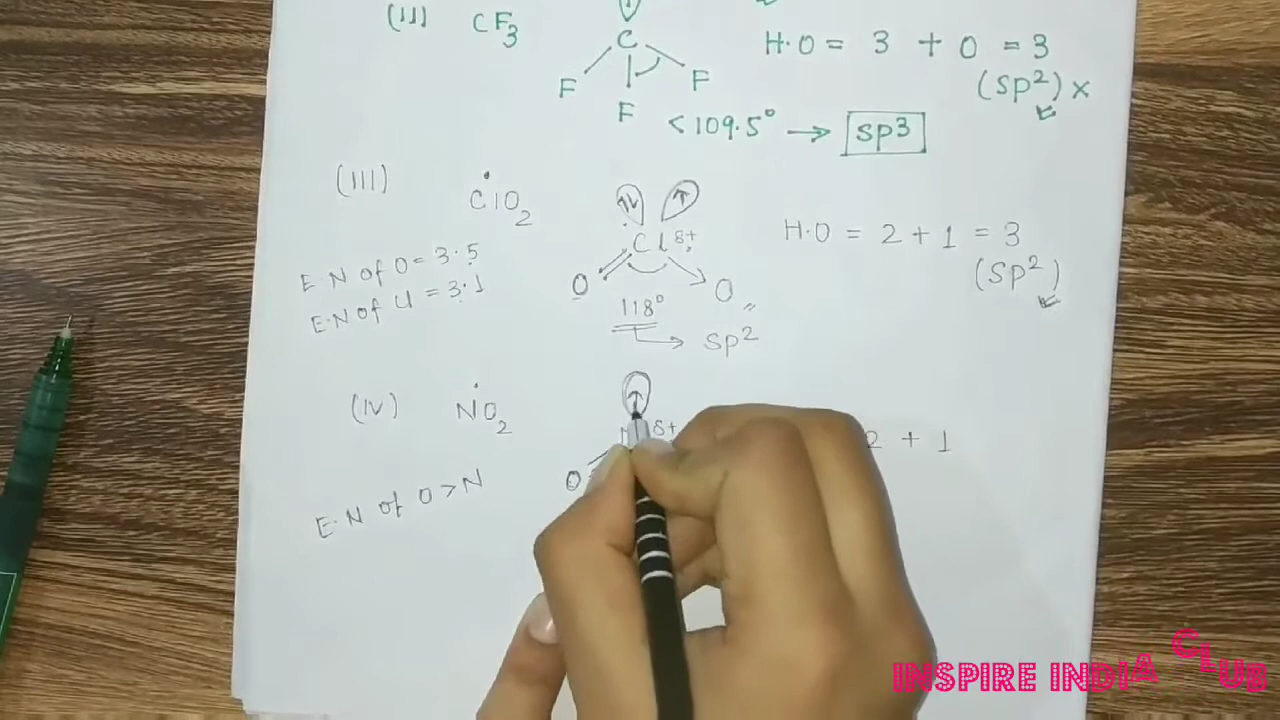 (II) CF3
C
F F
F
H.O = 3 + 0 = 3
(sp²) x
< 109.5° → sp3
(III) ClO2
Cl δ+
O O
118°
sp2
E.N of O = 3.5
E.N of Cl = 3.1
H.O = 2 + 1 = 3
(sp²)
(IV) NO2
δ+
O
2 + 1
E.N of O > N
INSPIRE INDIA CLUB